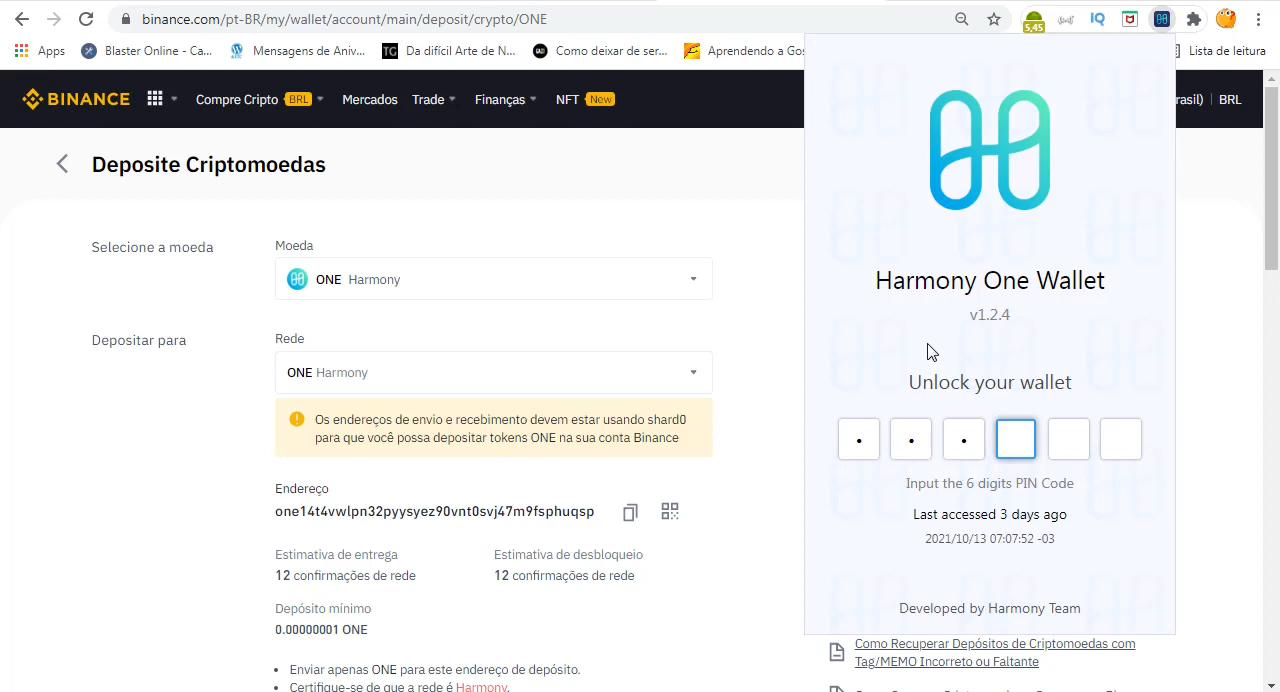 binance.com/pt-BR/my/wallet/account/main/deposit/crypto/ONE
5,45
IQ
Apps
Blaster Online - Ca...
Mensagens de Aniv...
TG
Da difícil Arte de N...
Como deixar de ser...
Aprendendo a Gos
Lista de leitura
BINANCE
Compre Cripto BRL
Mercados
Trade
Finanças
NFT New
rasil) | BRL
Deposite Criptomoedas
Selecione a moeda
Moeda
ONE Harmony
Depositar para
Rede
ONE Harmony
Os endereços de envio e recebimento devem estar usando shard0
para que você possa depositar tokens ONE na sua conta Binance
Endereço
one14t4vwlpn32pyysyez90vnt0svj47m9fsphuqsp
Estimativa de entrega
12 confirmações de rede
Estimativa de desbloqueio
12 confirmações de rede
Depósito mínimo
0.00000001 ONE
Enviar apenas ONE para este endereço de depósito.
Certifique-se de que a rede é Harmony.
Harmony One Wallet
v1.2.4
Unlock your wallet
Input the 6 digits PIN Code
Last accessed 3 days ago
2021/10/13 07:07:52 -03
Developed by Harmony Team
Como Recuperar Depósitos de Criptomoedas com
Tag/MEMO Incorreto ou Faltante